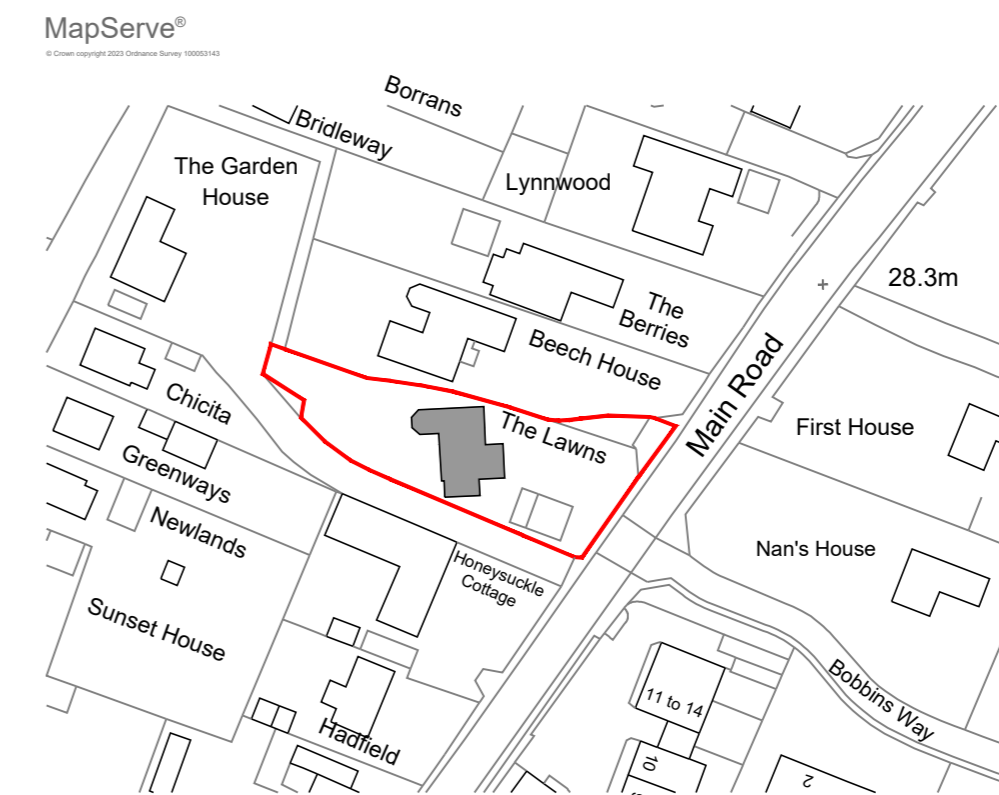 MapServe®
© Crown copyright 2023 Ordnance Survey 100053143
Borrans
Bridleway
The Garden
House
Lynnwood
28.3m
The
Berries
Beech House
Main Road
Chicita
The Lawns
First House
Greenways
Newlands
Nan's House
Honeysuckle
Cottage
Sunset House
Bobbins Way
11 to 14
Hadfield
10
2